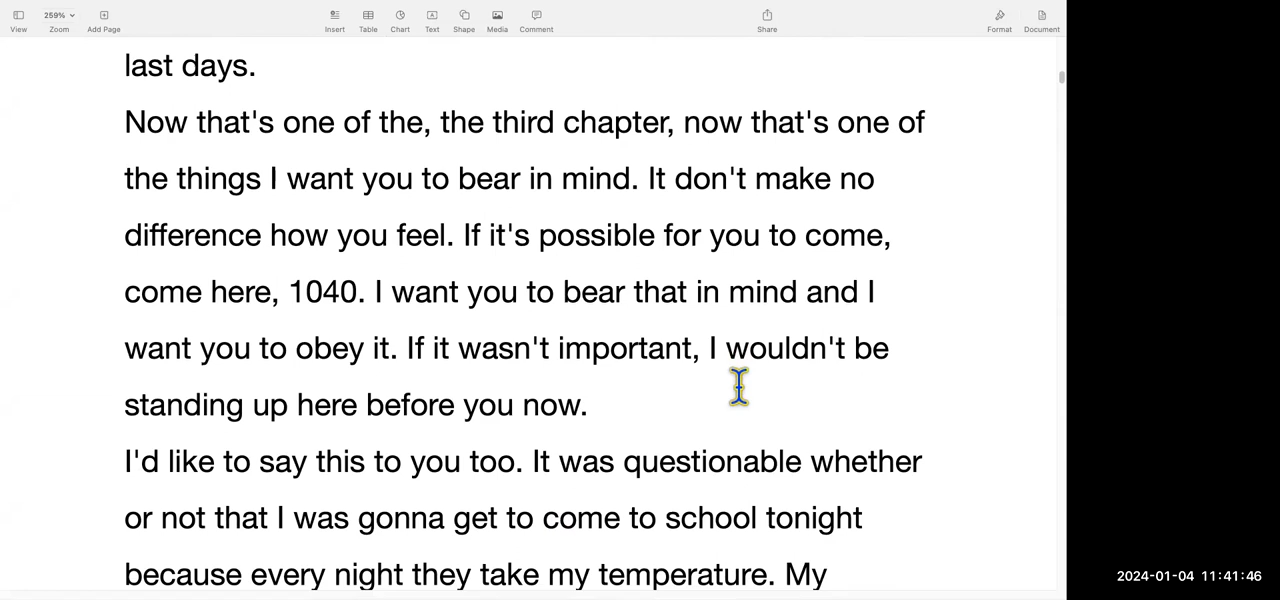 View
259%
Zoom
Add Page
Insert
Table
Chart
Text
Shape
Media
Comment
Share
Format
Document
last days.
Now that's one of the, the third chapter, now that's one of
the things I want you to bear in mind. It don't make no
difference how you feel. If it's possible for you to come,
come here, 1040. I want you to bear that in mind and I
want you to obey it. If it wasn't important, I wouldn't be
standing up here before you now.
I'd like to say this to you too. It was questionable whether
or not that I was gonna get to come to school tonight
because every night they take my temperature. My
2024-01-04 11:41:46